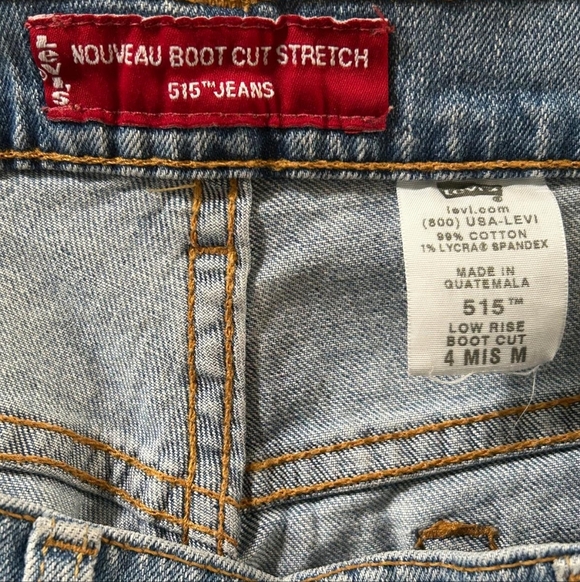 LEVI'S
NOUVEAU BOOT CUT STRETCH
515™ JEANS
LEVI'S
®
levi.com
(800) USA-LEVI
99% COTTON
1% LYCRA® SPANDEX
MADE IN
GUATEMALA
515™
LOW RISE
BOOT CUT
4 MIS M